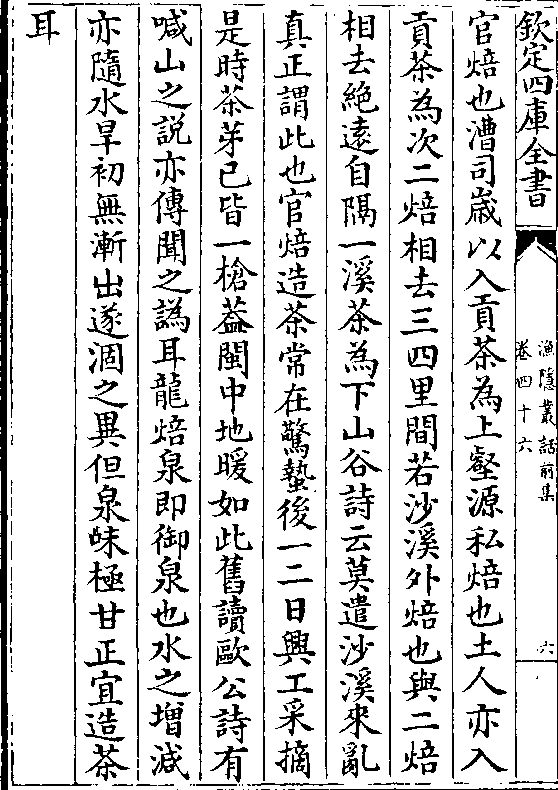 欽定四庫全書
漁隱叢話前集
卷四十六
六
官焙也漕司歲以入貢茶為上壑源私焙也土人亦入
貢茶為次二焙相去三四里間若沙溪外焙也與二焙
相去絶遠自隔一溪茶為下山谷詩云莫遣沙溪來亂
真正謂此也官焙造茶常在驚蟄後一二日興工采摘
是時茶芽已皆一槍葢閩中地暖如此舊讀歐公詩有
喊山之説亦傳聞之譌耳龍焙泉即御泉也水之增減
亦隨水旱初無漸出遂涸之異但泉味極甘正宜造茶
耳